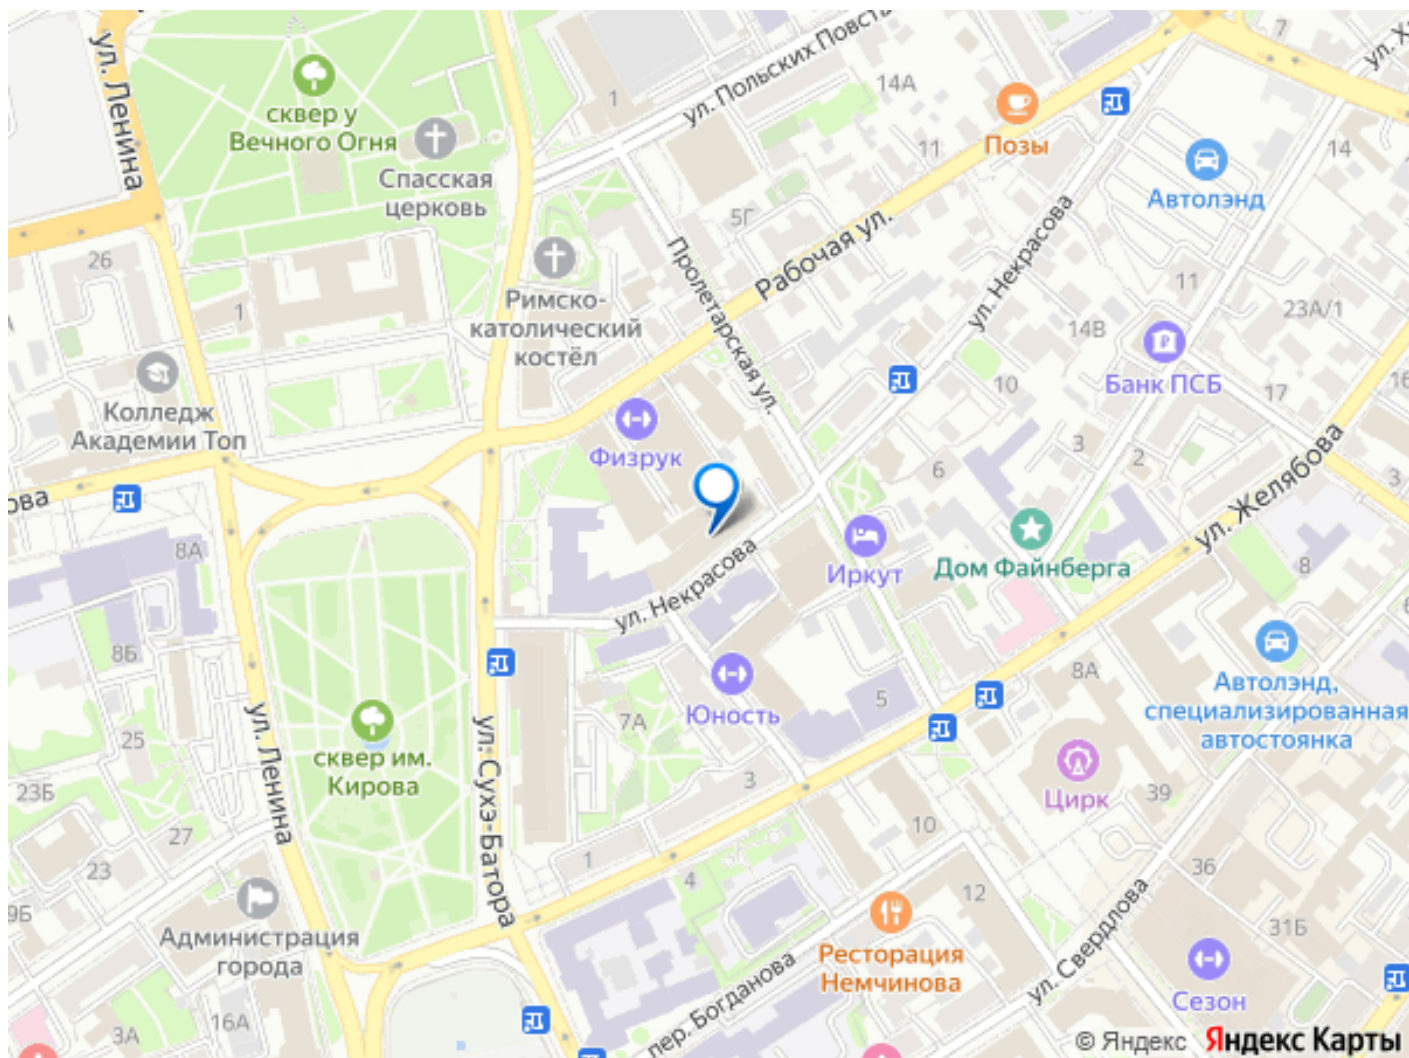 ул. Ленина
сквер у
Вечного Огня
Спасская
церковь
1
ул. Польских Повста
14А
Позы
11
7
ул. Х
14
Автолэнд
26
1
Римско-
католический
костёл
5Г
Пролетарская ул.
Рабочая ул.
ул. Некрасова
14В
11
23А/1
Банк ПСБ
17
16
Колледж
Академии Топ
Физрук
10
3
2
6
3
ова
8А
ул. Некрасова
Иркут
Дом Файнберга
ул. Желябова
8
6
8Б
25
23Б
27
23
9Б
ул. Ленина
сквер им.
Кирова
ул. Сухэ-Батора
7А
Юность
5
3
1
8А
Автолэнд,
специализированная
автостоянка
Цирк
39
10
12
4
36
31Б
Администрация
города
3А
16А
Ресторация
Немчинова
пер. Богданова
ул. Свердлова
Сезон
© Яндекс Яндекс Карты